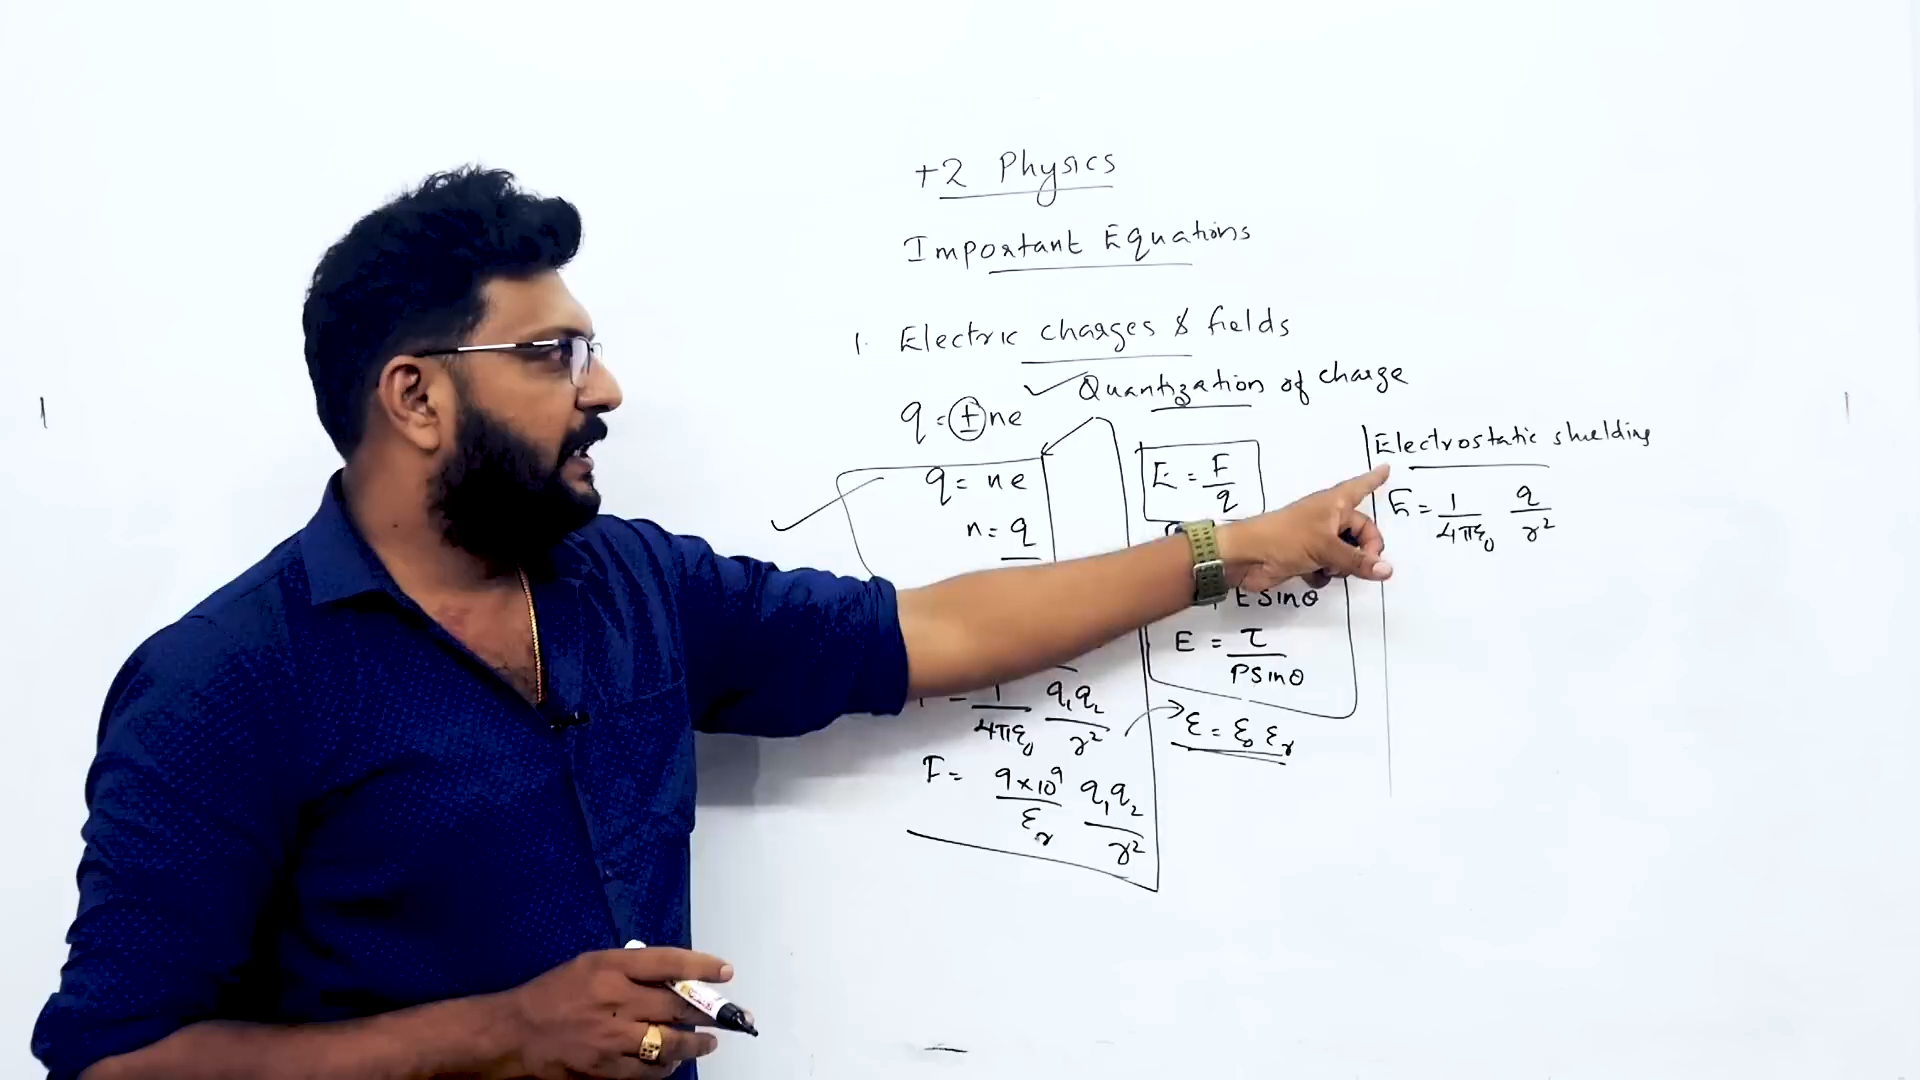 +2 Physics
Important Equations
1. Electric charges & fields
Quantization of charge
q = ± ne
q = ne
n = q
F = 1/4πε₀ q₁q₂/r²
F = 9×10⁹/εᵣ q₁q₂/r²
E = F/q
E sinθ
E = τ/P sinθ
ε = ε₀ εᵣ
Electrostatic shielding
E = 1/4πε₀ q/r²